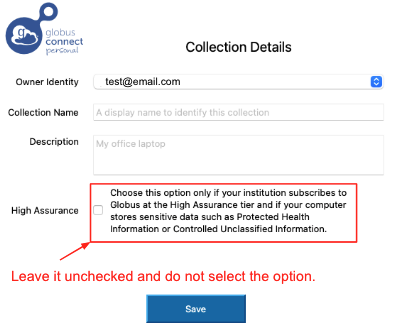 globus
connect
personal
g
Collection Details
Owner Identity
test@email.com
Collection Name
A display name to identify this collection
Description
My office laptop
High Assurance
Choose this option only if your institution subscribes to
Globus at the High Assurance tier and if your computer
stores sensitive data such as Protected Health
Information or Controlled Unclassified Information.
Leave it unchecked and do not select the option.
Save